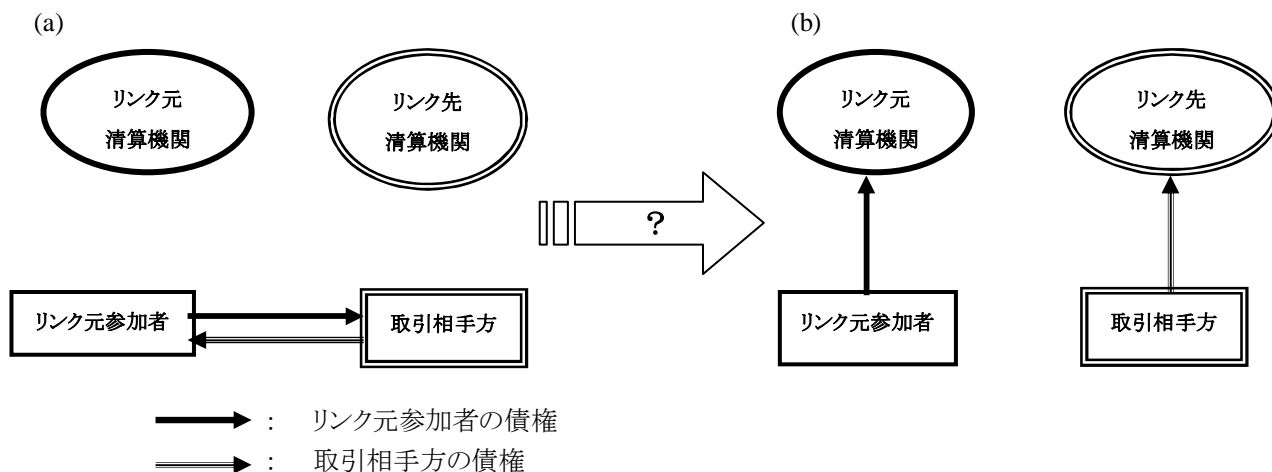 (a)
(b)
リンク元
清算機関
リンク先
清算機関
リンク元
清算機関
リンク先
清算機関
?
リンク元参加者
取引相手方
リンク元参加者
取引相手方
: リンク元参加者の債権
: 取引相手方の債権